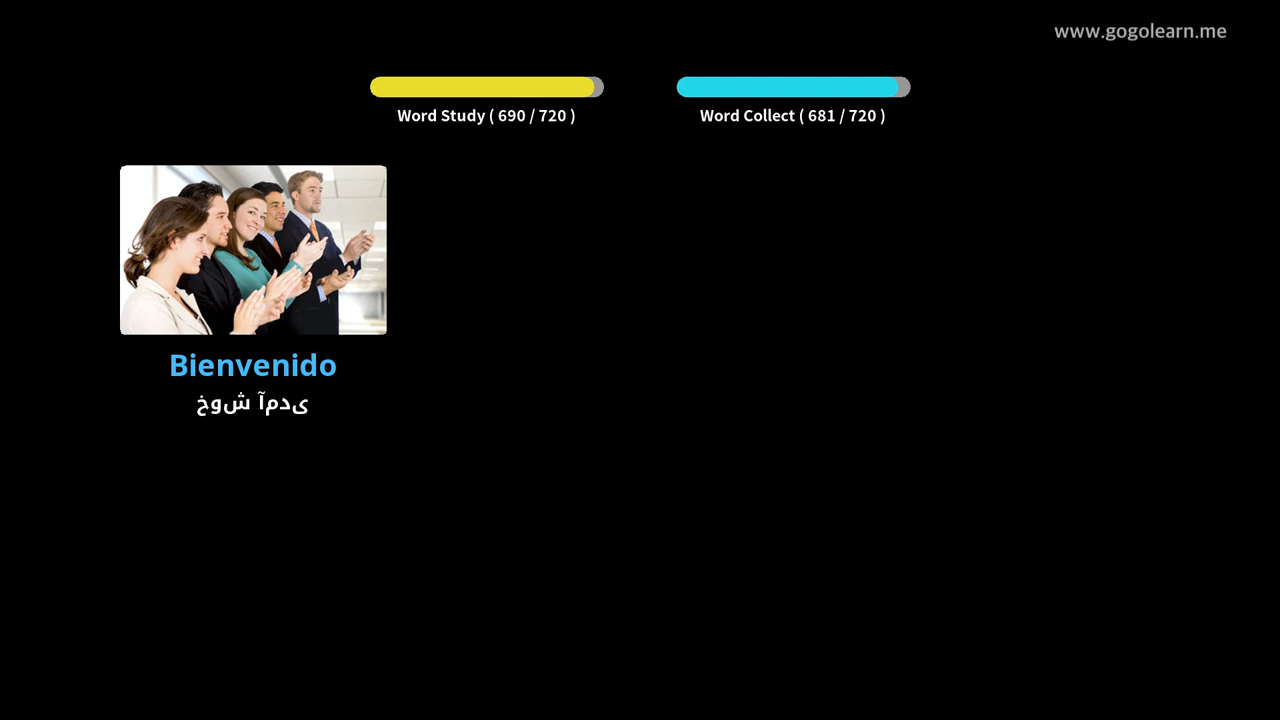 www.gogolearn.me
Word Study ( 690 / 720 )
Word Collect ( 681 / 720 )
Bienvenido
خوش آمدی